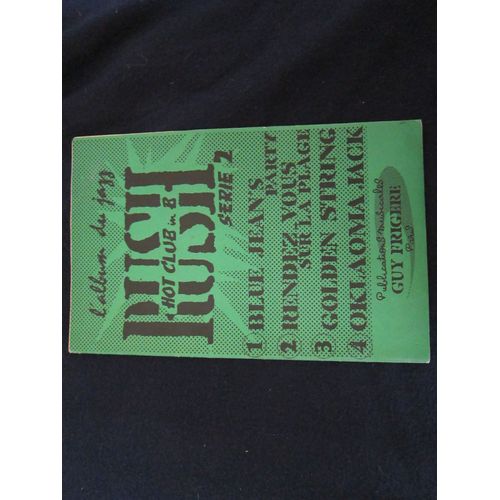 l'album du jazz
RUSH
HOT CLUB in B
SERIE 2
1 BLUE JEAN'S
PARTY
2 RENDEZ VOUS
SUR LA PLAGE
3 GOLDEN STRING
4 OKLAOMA JACK
Publications musicales
GUY FRIGERE
Paris